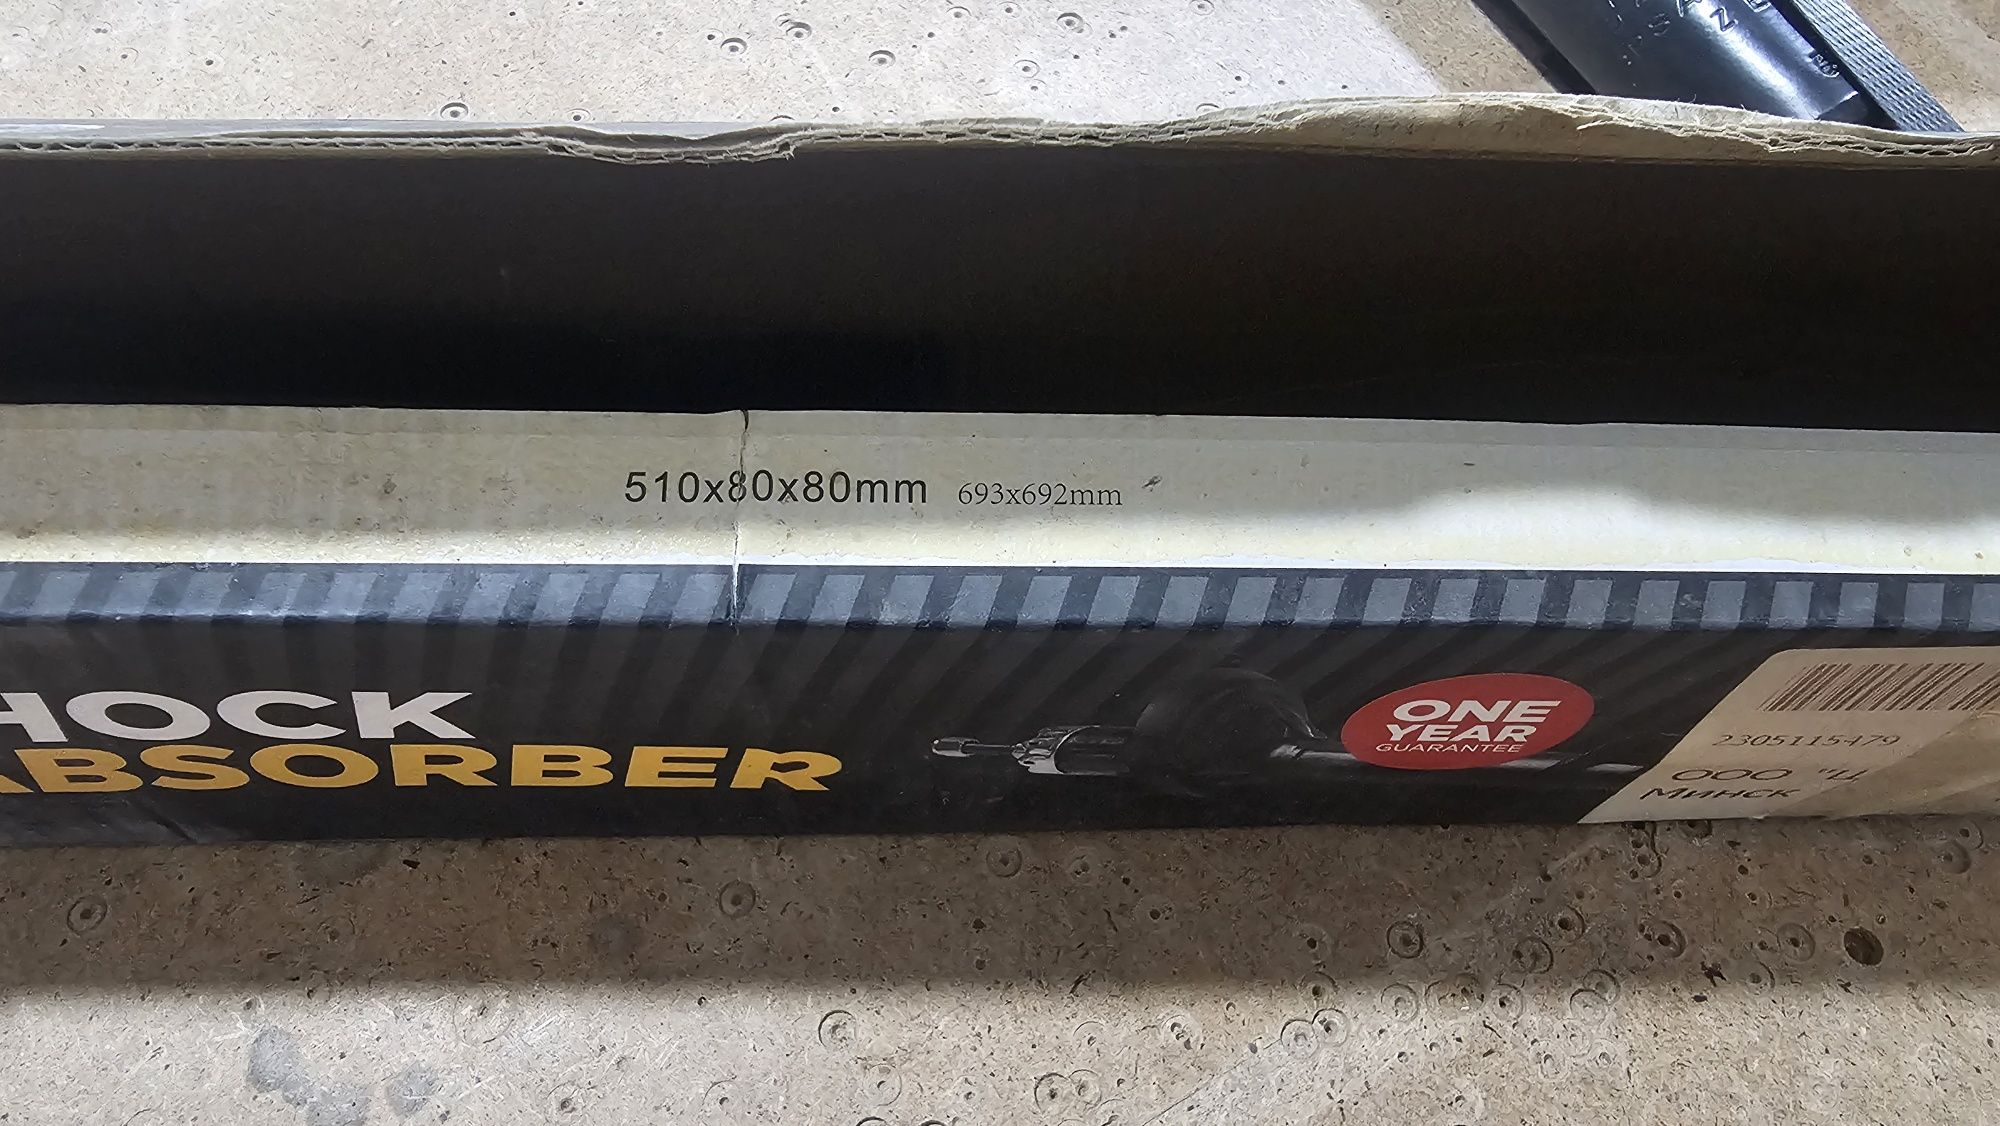 510x80x80mm 693x692mm
HOCK
ABSORBER
ONE
YEAR
GUARANTEE
2305115479
ООО "Ц
Минск